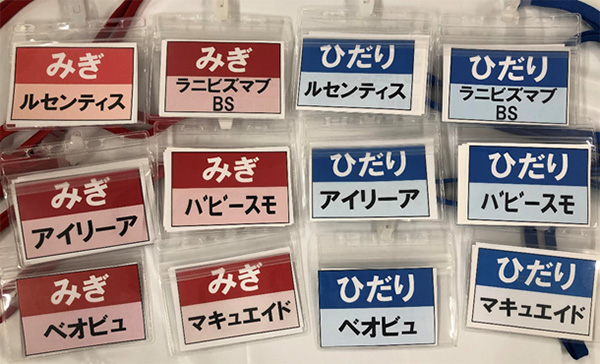 みぎ
ルセンティス
みぎ
ラニビズマブ
BS
ひだり
ルセンティス
ひだり
ラニビズマブ
BS
みぎ
アイリーア
みぎ
バビースモ
ひだり
アイリーア
ひだり
バビースモ
みぎ
ベオビュ
みぎ
マキュエイド
ひだり
ベオビュ
ひだり
マキュエイド